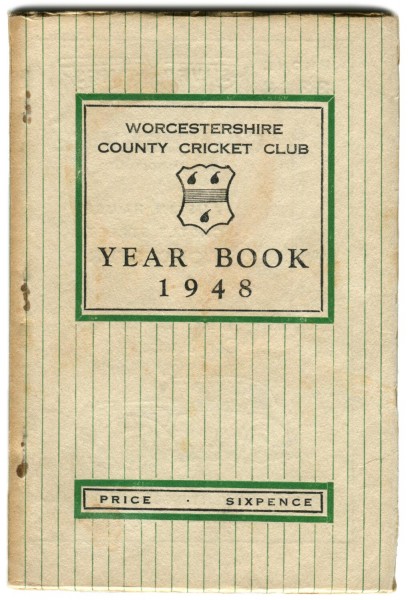 WORCESTERSHIRE
COUNTY CRICKET CLUB
YEAR BOOK
1948
PRICE · SIXPENCE